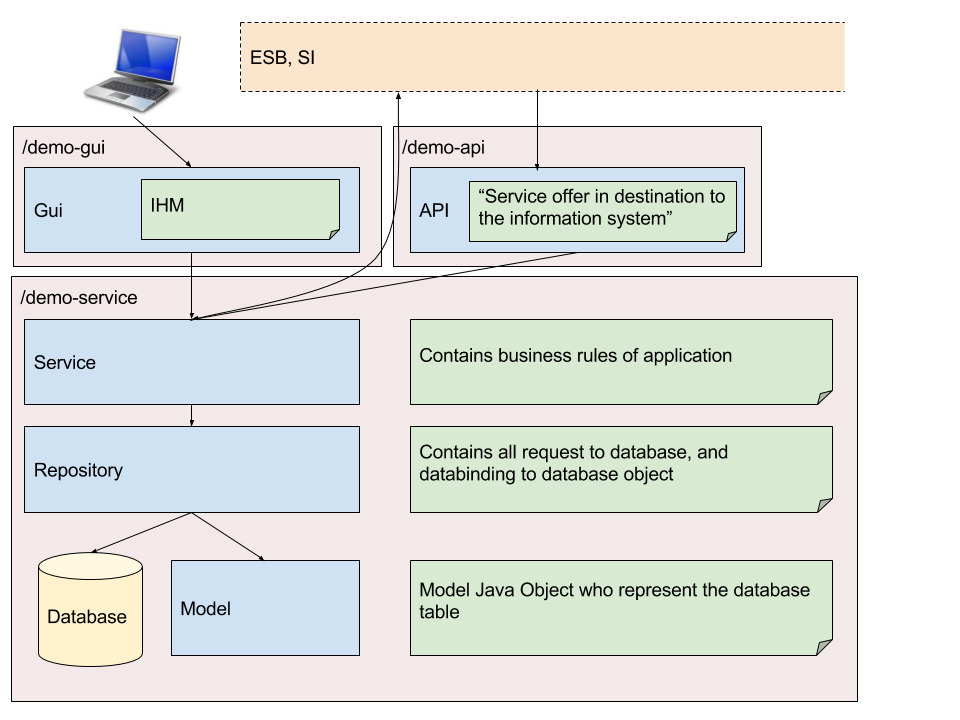 ESB, SI
/demo-gui
/demo-api
Gui
IHM
API
“Service offer in destination to
the information system”
/demo-service
Service
Contains business rules of application
Repository
Contains all request to database, and
databinding to database object
Database
Model
Model Java Object who represent the database
table